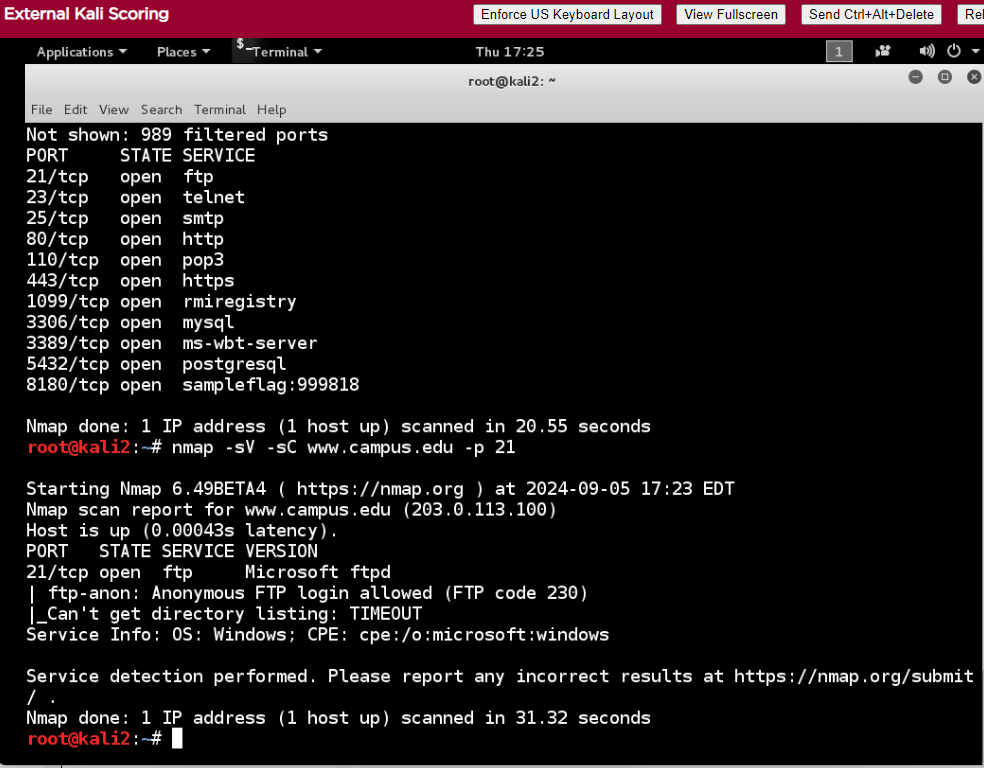 External Kali Scoring
Enforce US Keyboard Layout View Fullscreen Send Ctrl+Alt+Delete
Applications Places $_Terminal Thu 17:25 1
root@kali2: ~
File Edit View Search Terminal Help
Not shown: 989 filtered ports
PORT     STATE SERVICE
21/tcp   open  ftp
23/tcp   open  telnet
25/tcp   open  smtp
80/tcp   open  http
110/tcp  open  pop3
443/tcp  open  https
1099/tcp open  rmiregistry
3306/tcp open  mysql
3389/tcp open  ms-wbt-server
5432/tcp open  postgresql
8180/tcp open  sampleflag:999818
Nmap done: 1 IP address (1 host up) scanned in 20.55 seconds
root@kali2:~# nmap -sV -sC www.campus.edu -p 21
Starting Nmap 6.49BETA4 ( https://nmap.org ) at 2024-09-05 17:23 EDT
Nmap scan report for www.campus.edu (203.0.113.100)
Host is up (0.00043s latency).
PORT   STATE SERVICE VERSION
21/tcp open  ftp     Microsoft ftpd
| ftp-anon: Anonymous FTP login allowed (FTP code 230)
|_Can't get directory listing: TIMEOUT
Service Info: OS: Windows; CPE: cpe:/o:microsoft:windows
Service detection performed. Please report any incorrect results at https://nmap.org/submit
/ .
Nmap done: 1 IP address (1 host up) scanned in 31.32 seconds
root@kali2:~#